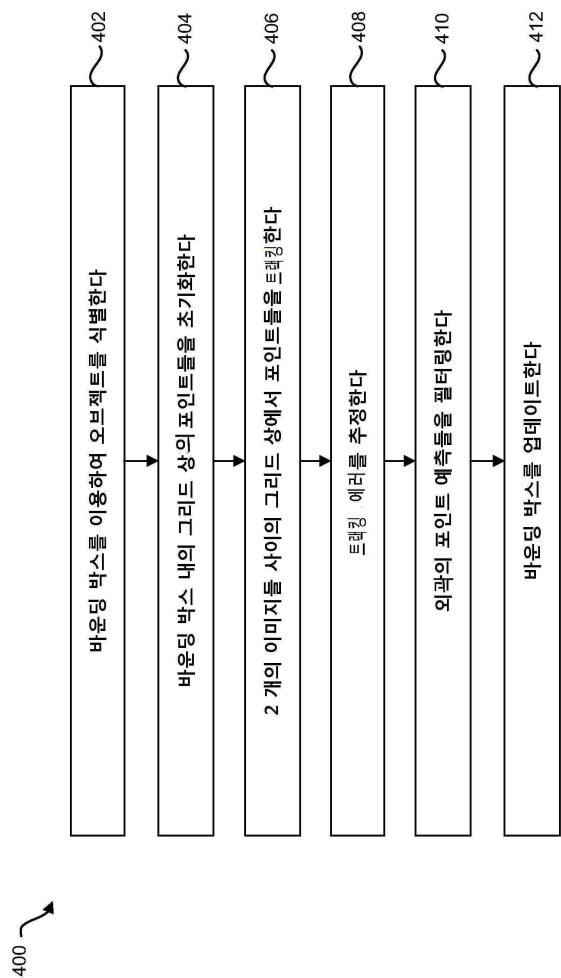 400
바운딩 박스를 이용하여 오브젝트를 식별한다
402
바운딩 박스 내의 그리드 상의 포인트들을 초기화한다
404
2 개의 이미지들 사이의 그리드 상에서 포인트들을 트래킹한다
406
트래킹 에러를 추정한다
408
외곽의 포인트 예측들을 필터링한다
410
바운딩 박스를 업데이트한다
412